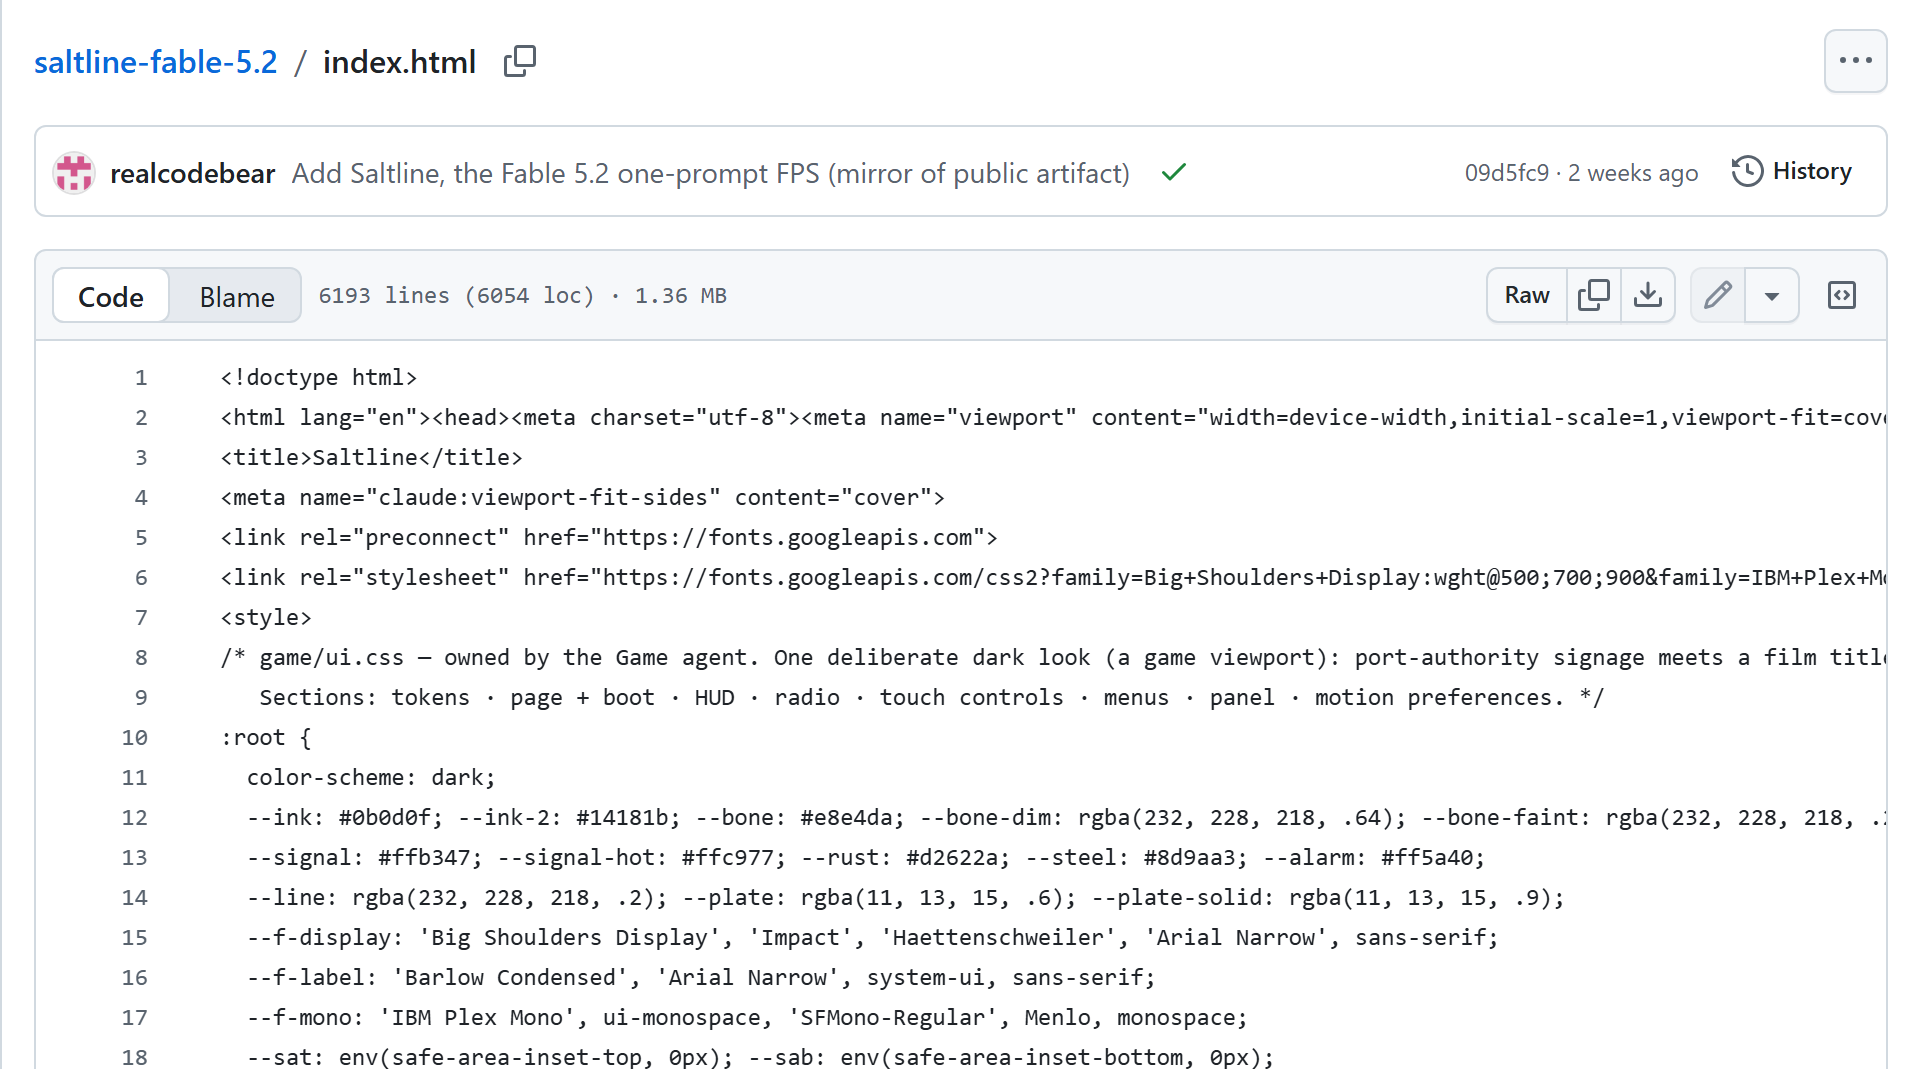 saltline-fable-5.2 / index.html
realcodebear Add Saltline, the Fable 5.2 one-prompt FPS (mirror of public artifact) 09d5fc9 · 2 weeks ago History
Code Blame 6193 lines (6054 loc) · 1.36 MB Raw
1 <!doctype html>
2 <html lang="en"><head><meta charset="utf-8"><meta name="viewport" content="width=device-width,initial-scale=1,viewport-fit=cov
3 <title>Saltline</title>
4 <meta name="claude:viewport-fit-sides" content="cover">
5 <link rel="preconnect" href="https://fonts.googleapis.com">
6 <link rel="stylesheet" href="https://fonts.googleapis.com/css2?family=Big+Shoulders+Display:wght@500;700;900&family=IBM+Plex+M
7 <style>
8 /* game/ui.css — owned by the Game agent. One deliberate dark look (a game viewport): port-authority signage meets a film titl
9 Sections: tokens · page + boot · HUD · radio · touch controls · menus · panel · motion preferences. */
10 :root {
11 color-scheme: dark;
12 --ink: #0b0d0f; --ink-2: #14181b; --bone: #e8e4da; --bone-dim: rgba(232, 228, 218, .64); --bone-faint: rgba(232, 228, 218, .
13 --signal: #ffb347; --signal-hot: #ffc977; --rust: #d2622a; --steel: #8d9aa3; --alarm: #ff5a40;
14 --line: rgba(232, 228, 218, .2); --plate: rgba(11, 13, 15, .6); --plate-solid: rgba(11, 13, 15, .9);
15 --f-display: 'Big Shoulders Display', 'Impact', 'Haettenschweiler', 'Arial Narrow', sans-serif;
16 --f-label: 'Barlow Condensed', 'Arial Narrow', system-ui, sans-serif;
17 --f-mono: 'IBM Plex Mono', ui-monospace, 'SFMono-Regular', Menlo, monospace;
18 --sat: env(safe-area-inset-top, 0px); --sab: env(safe-area-inset-bottom, 0px);